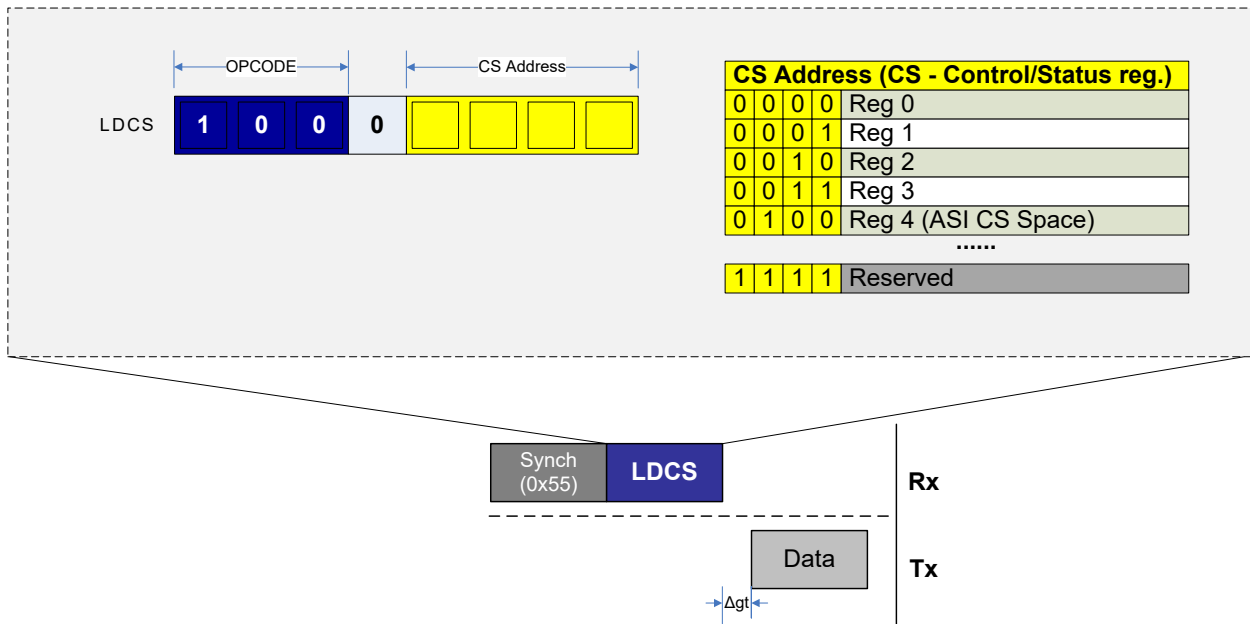 OPCODE CS Address
LDCS 1 0 0 0
CS Address (CS - Control/Status reg.)
0 0 0 0 Reg 0
0 0 0 1 Reg 1
0 0 1 0 Reg 2
0 0 1 1 Reg 3
0 1 0 0 Reg 4 (ASI CS Space)
......
1 1 1 1 Reserved
Synch
(0x55)
LDCS
Rx
Data
Tx
Δgt